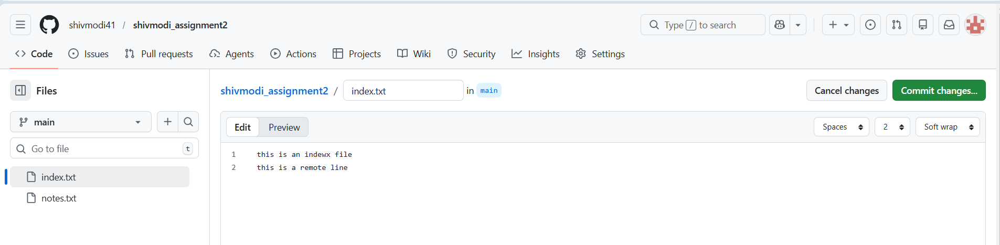 shivmodi41 / shivmodi_assignment2
Type / to search
Code Issues Pull requests Agents Actions Projects Wiki Security Insights Settings
Files
main
Go to file t
index.txt
notes.txt
shivmodi_assignment2 / index.txt in main
Cancel changes Commit changes...
Edit Preview
Spaces 2 Soft wrap
1 this is an indewx file
2 this is a remote line